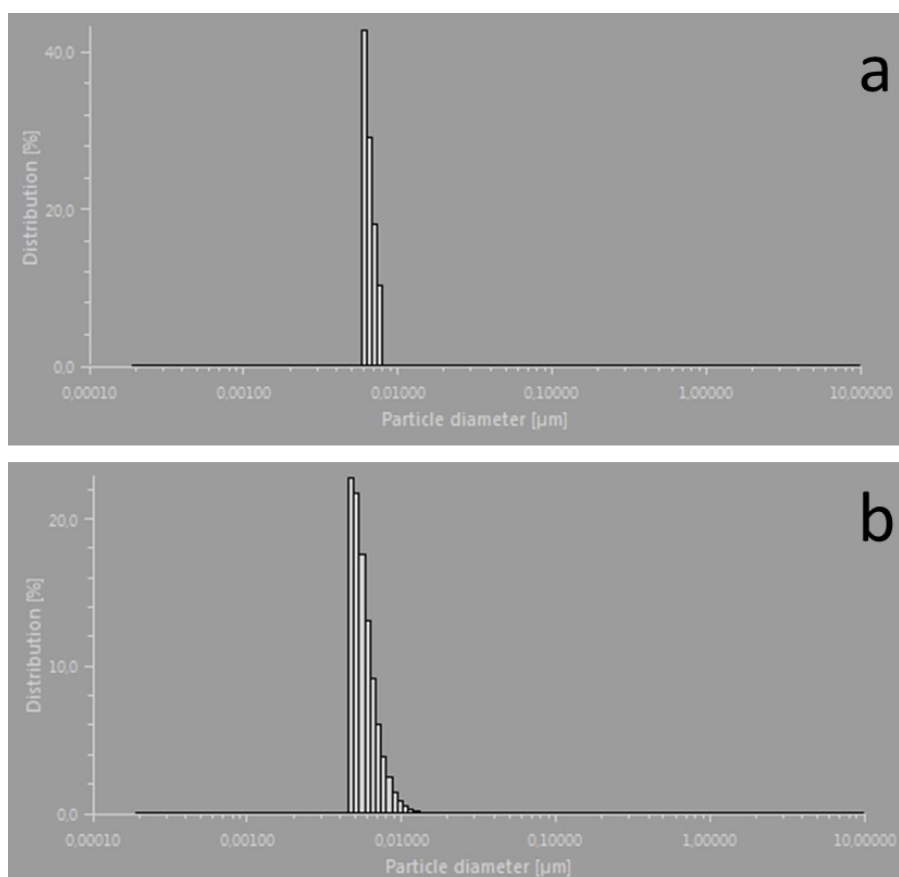 a
40,0
20,0
0,0
Distribution [%]
0,00010 0,00100 0,01000 0,10000 1,00000 10,00000
Particle diameter [µm]
b
20,0
10,0
0,0
Distribution [%]
0,00010 0,00100 0,01000 0,10000 1,00000 10,00000
Particle diameter [µm]